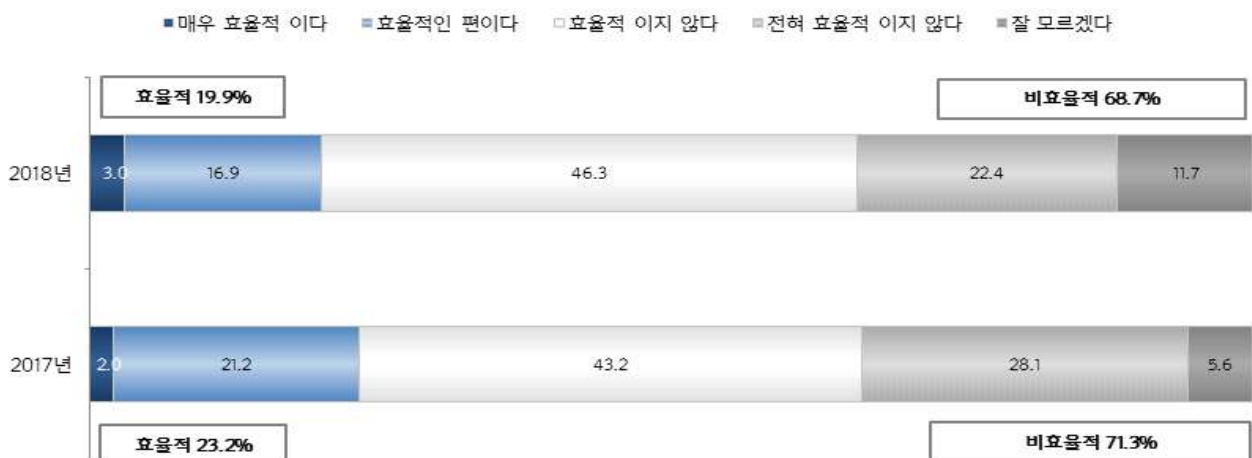 매우 효율적 이다 효율적인 편이다 효율적 이지 않다 전혀 효율적 이지 않다 잘 모르겠다
효율적 19.9% 비효율적 68.7%
2018년 3.0 16.9 46.3 22.4 11.7
2017년 2.0 21.2 43.2 28.1 5.6
효율적 23.2% 비효율적 71.3%